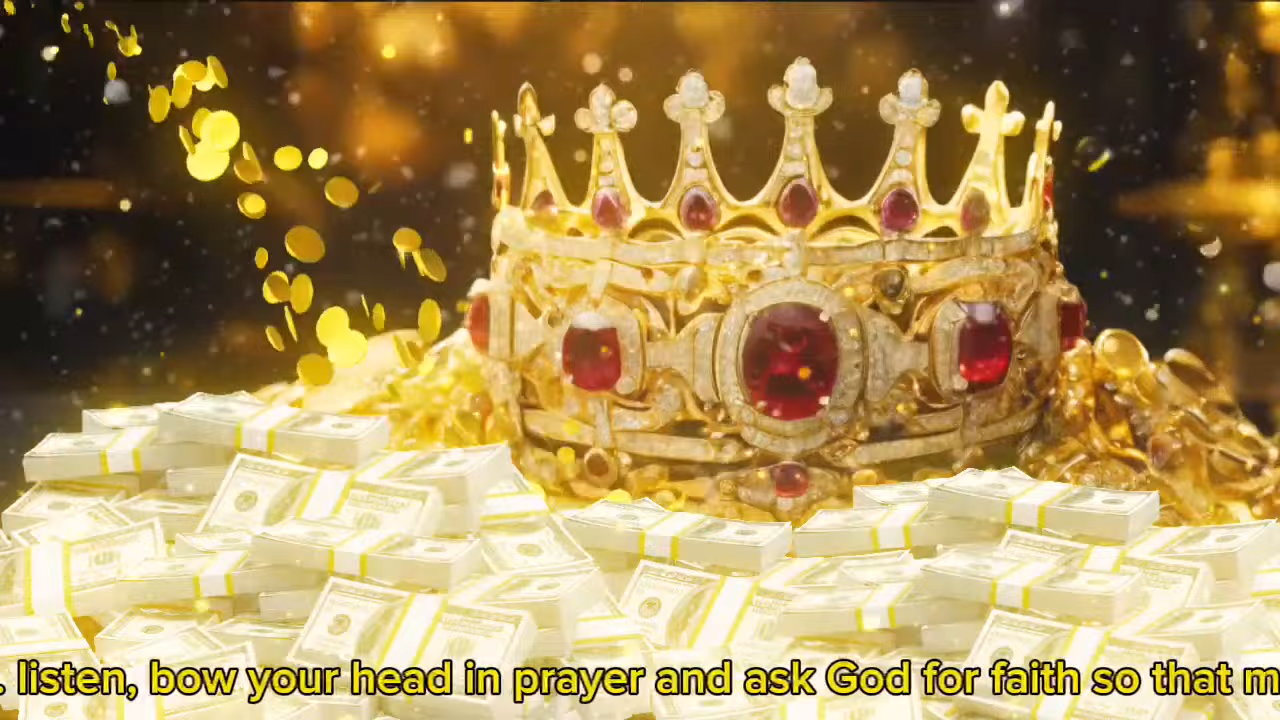 . listen, bow your head in prayer and ask God for faith so that m